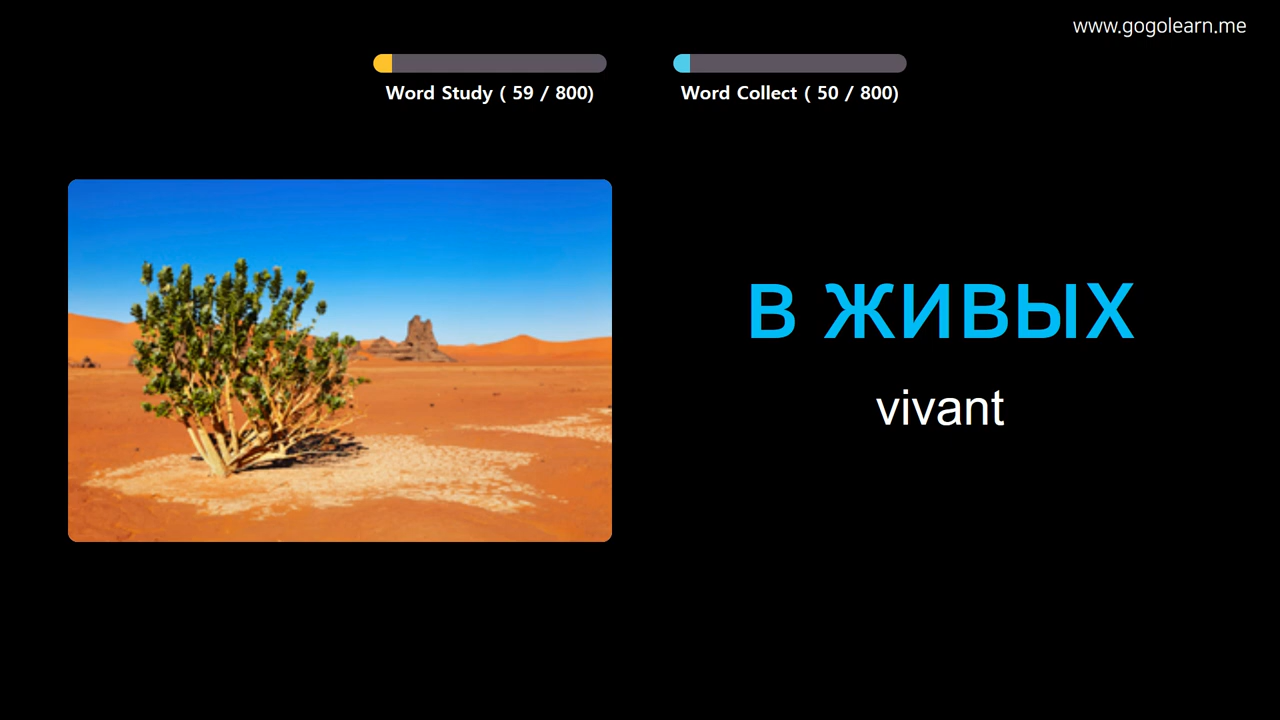 www.gogolearn.me
Word Study ( 59 / 800)
Word Collect ( 50 / 800)
в живых
vivant